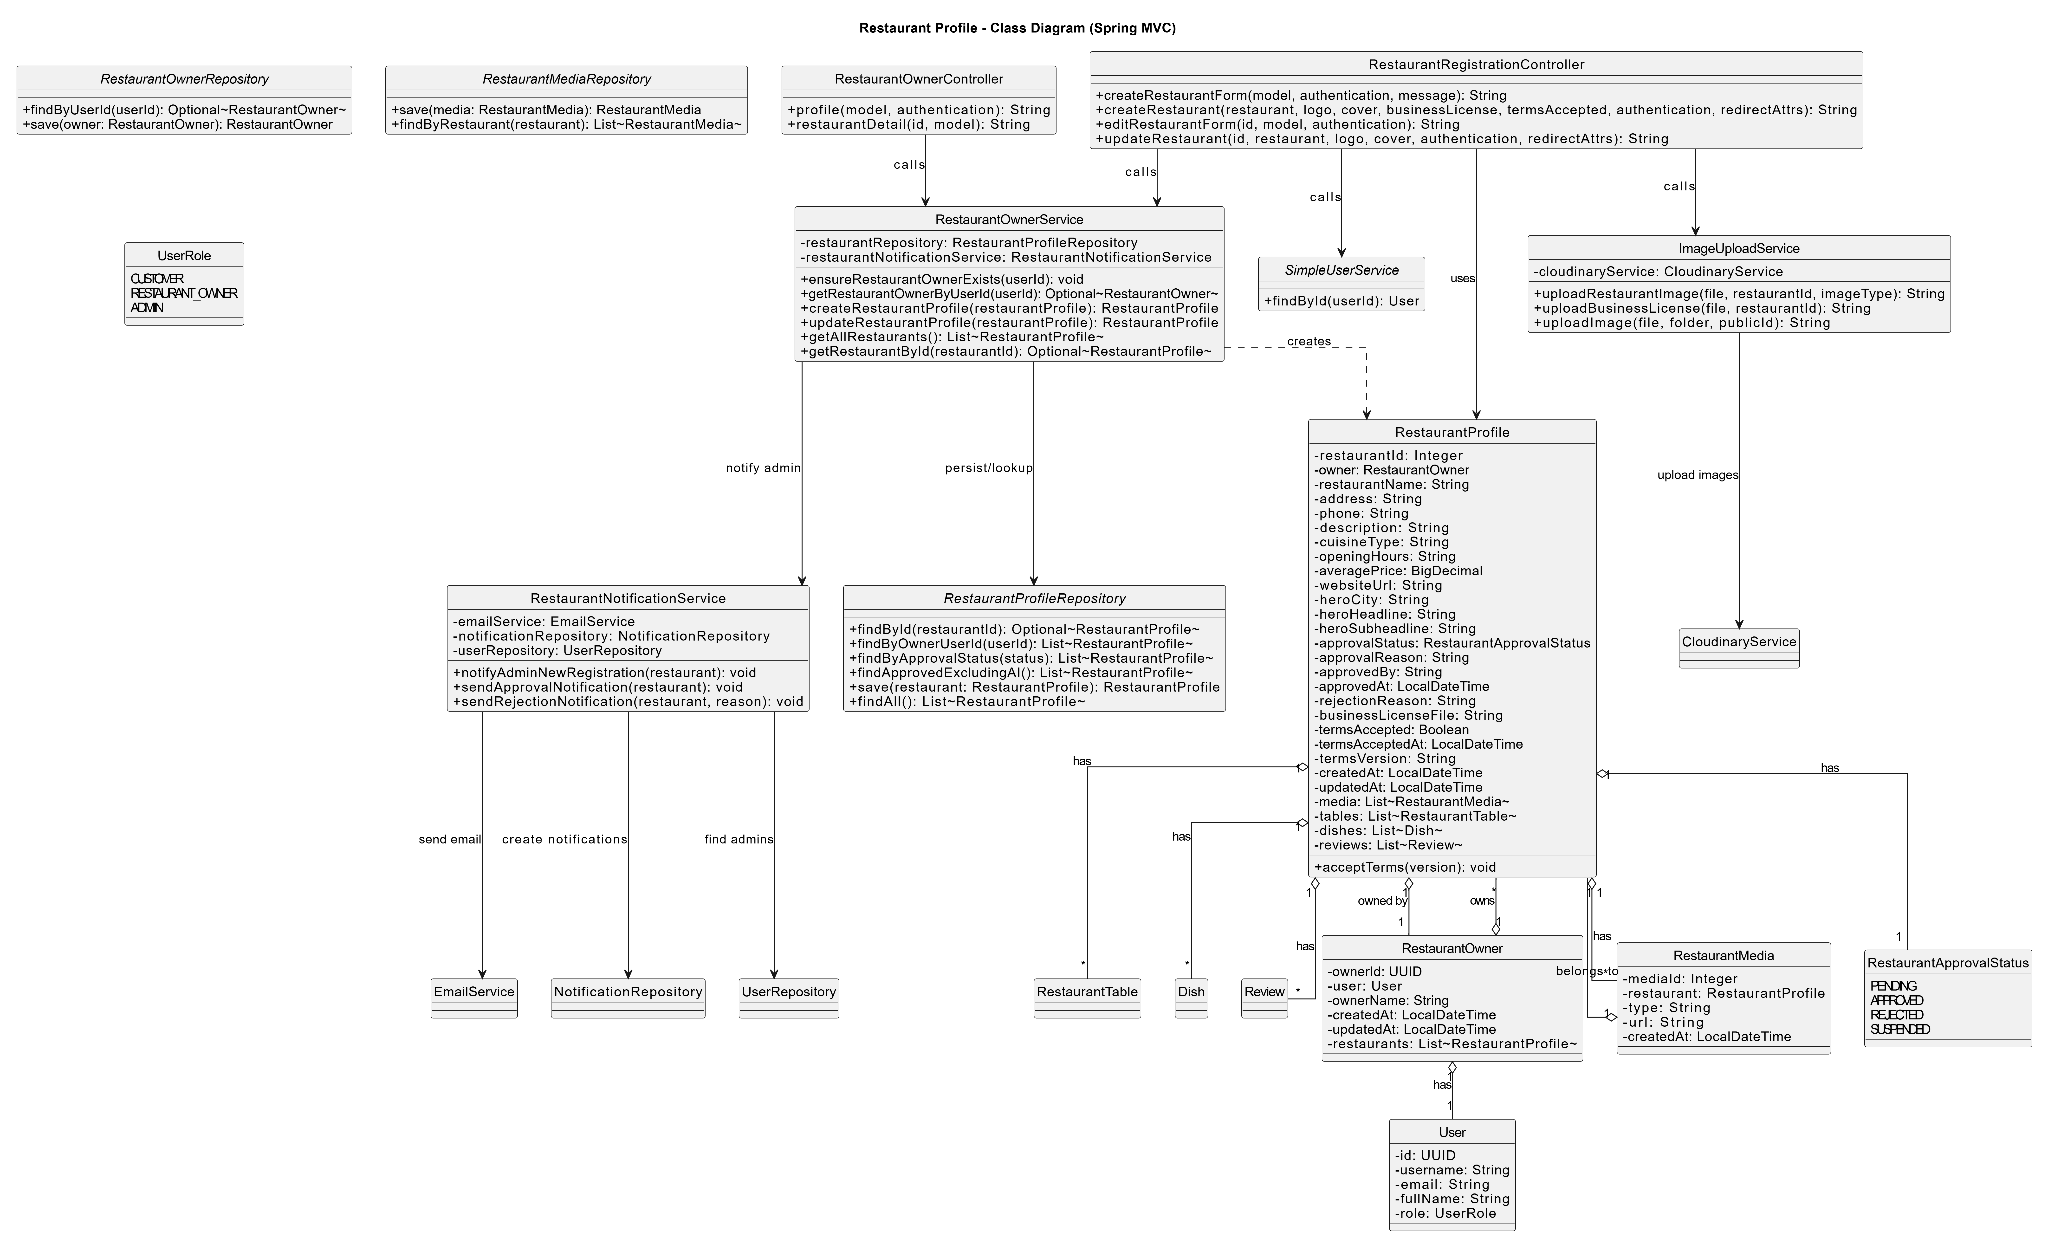 Restaurant Profile - Class Diagram (Spring MVC)
RestaurantOwnerRepository
+findByUserId(userId): Optional~RestaurantOwner~
+save(owner: RestaurantOwner): RestaurantOwner
RestaurantMediaRepository
+save(media: RestaurantMedia): RestaurantMedia
+findByRestaurant(restaurant): List~RestaurantMedia~
RestaurantOwnerController
+profile(model, authentication): String
+restaurantDetail(id, model): String
RestaurantRegistrationController
+createRestaurantForm(model, authentication, message): String
+createRestaurant(restaurant, logo, cover, businessLicense, termsAccepted, authentication, redirectAttrs): String
+editRestaurantForm(id, model, authentication): String
+updateRestaurant(id, restaurant, logo, cover, authentication, redirectAttrs): String
calls
calls
calls
uses
calls
UserRole
CUSTOMER
RESTAURANT_OWNER
ADMIN
RestaurantOwnerService
-restaurantRepository: RestaurantProfileRepository
-restaurantNotificationService: RestaurantNotificationService
+ensureRestaurantOwnerExists(userId): void
+getRestaurantOwnerByUserId(userId): Optional~RestaurantOwner~
+createRestaurantProfile(restaurantProfile): RestaurantProfile
+updateRestaurantProfile(restaurantProfile): RestaurantProfile
+getAllRestaurants(): List~RestaurantProfile~
+getRestaurantById(restaurantId): Optional~RestaurantProfile~
SimpleUserService
+findById(userId): User
ImageUploadService
-cloudinaryService: CloudinaryService
+uploadRestaurantImage(file, restaurantId, imageType): String
+uploadBusinessLicense(file, restaurantId): String
+uploadImage(file, folder, publicId): String
creates
notify admin
persist/lookup
upload images
RestaurantProfile
-restaurantId: Integer
-owner: RestaurantOwner
-restaurantName: String
-address: String
-phone: String
-description: String
-cuisineType: String
-openingHours: String
-averagePrice: BigDecimal
-websiteUrl: String
-heroCity: String
-heroHeadline: String
-heroSubheadline: String
-approvalStatus: RestaurantApprovalStatus
-approvalReason: String
-approvedBy: String
-approvedAt: LocalDateTime
-rejectionReason: String
-businessLicenseFile: String
-termsAccepted: Boolean
-termsAcceptedAt: LocalDateTime
-termsVersion: String
-createdAt: LocalDateTime
-updatedAt: LocalDateTime
-media: List~RestaurantMedia~
-tables: List~RestaurantTable~
-dishes: List~Dish~
-reviews: List~Review~
+acceptTerms(version): void
RestaurantNotificationService
-emailService: EmailService
-notificationRepository: NotificationRepository
-userRepository: UserRepository
+notifyAdminNewRegistration(restaurant): void
+sendApprovalNotification(restaurant): void
+sendRejectionNotification(restaurant, reason): void
RestaurantProfileRepository
+findById(restaurantId): Optional~RestaurantProfile~
+findByOwnerUserId(userId): List~RestaurantProfile~
+findByApprovalStatus(status): List~RestaurantProfile~
+findApprovedExcludingAI(): List~RestaurantProfile~
+save(restaurant: RestaurantProfile): RestaurantProfile
+findAll(): List~RestaurantProfile~
CloudinaryService
send email
create notifications
find admins
has
1
*
has
1
*
has
1
*
owned by
1
1
owns
*
1
has
1
*
belongs to
1
1
has
1
1
EmailService
NotificationRepository
UserRepository
RestaurantTable
Dish
Review
RestaurantOwner
-ownerId: UUID
-user: User
-ownerName: String
-createdAt: LocalDateTime
-updatedAt: LocalDateTime
-restaurants: List~RestaurantProfile~
RestaurantMedia
-mediaId: Integer
-restaurant: RestaurantProfile
-type: String
-url: String
-createdAt: LocalDateTime
RestaurantApprovalStatus
PENDING
APPROVED
REJECTED
SUSPENDED
has
1
1
User
-id: UUID
-username: String
-email: String
-fullName: String
-role: UserRole